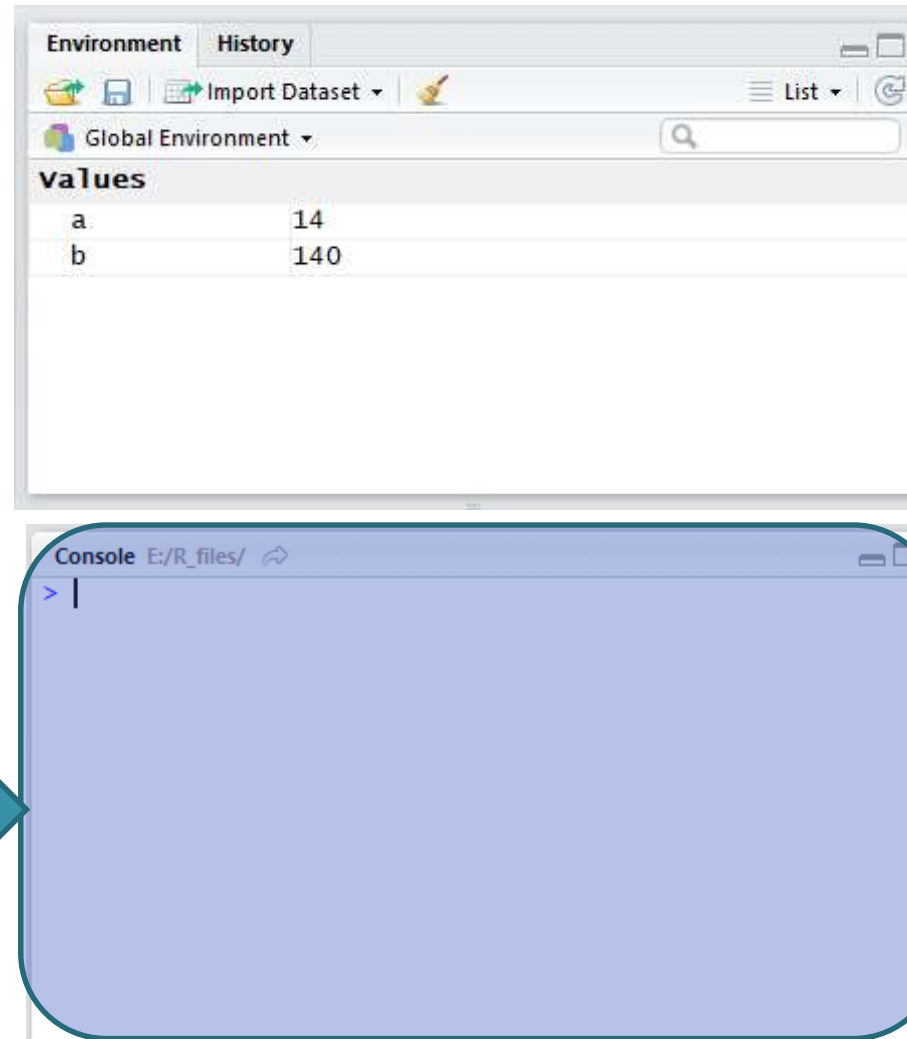 Environment History
Import Dataset List
Global Environment
Values
a 14
b 140
Console E:/R_files/
>